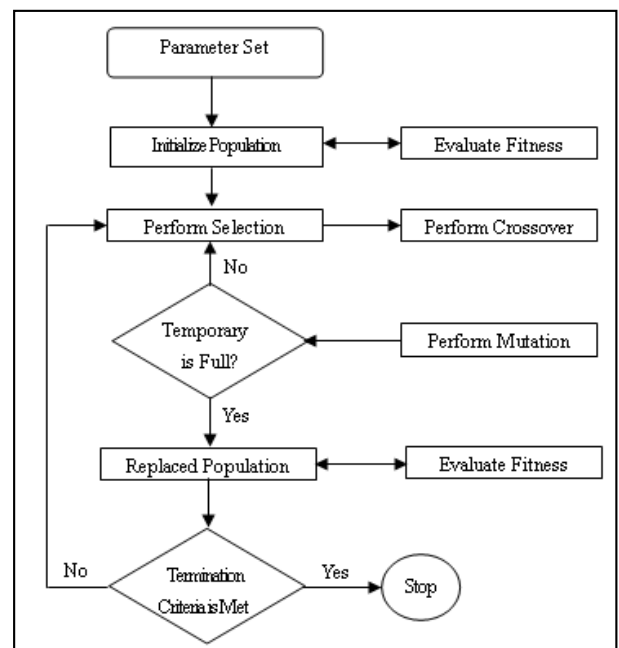 Parameter Set
Initialize Population
Evaluate Fitness
Perform Selection
Perform Crossover
No
Temporary
is Full?
Perform Mutation
Yes
Replaced Population
Evaluate Fitness
No
Termination
Criteria is Met
Yes
Stop